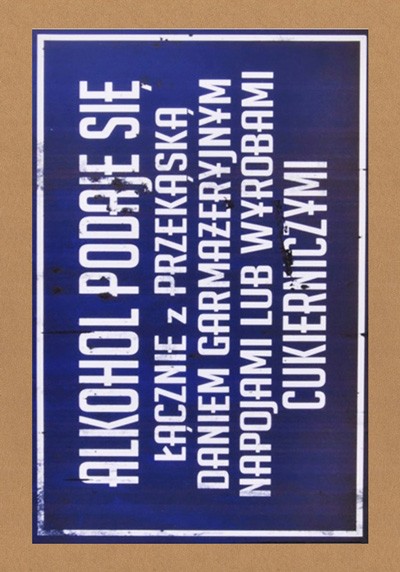 ALKOHOL PODAJE SIĘ
ŁĄCZNIE z PRZEKĄSKĄ
DANIEM GARMAŻERYJNYM
NAPOJAMI LUB WYROBAMI
CUKIERNICZYMI